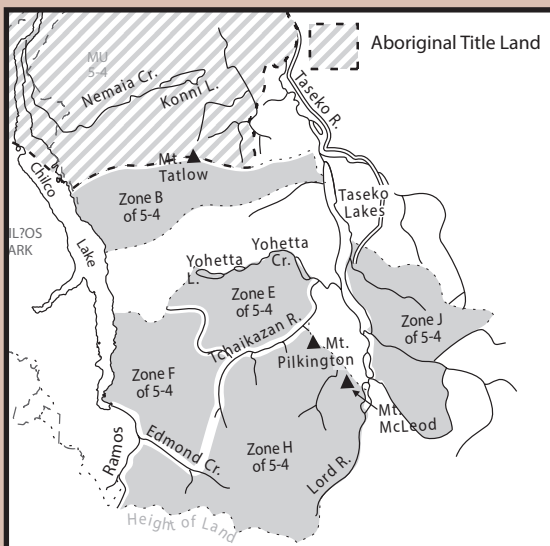 Aboriginal Title Land
MU
5-4
Nemaia Cr.
Konni L.
Taseko R.
Mt.
Tatlow
Chilco
Lake
Zone B
of 5-4
Taseko
Lakes
IL?OS
ARK
Yohetta
L.
Yohetta
Cr.
Zone E
of 5-4
Zone J
of 5-4
Tchaikazan R.
Mt.
Pilkington
Zone F
of 5-4
Mt.
McLeod
Ramos
Edmond Cr.
Zone H
of 5-4
Lord R.
Height of Land